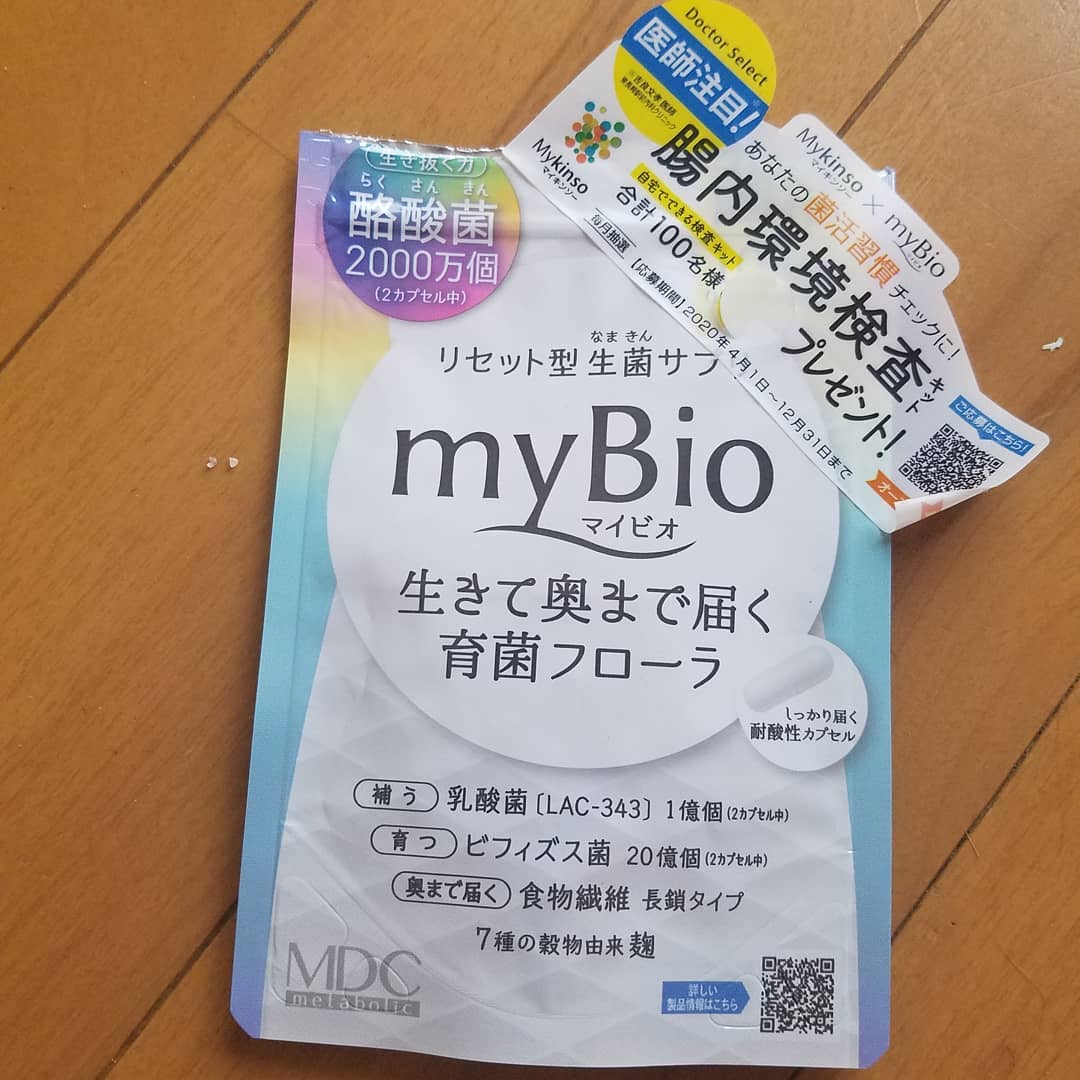 Doctor Select
医師注目!
Mykinso
マイキンソー
Mykinso × myBio
マイキンソー
あなたの菌活習慣チェックに!
腸内環境検査キット
プレゼント!
自宅でできる検査キット
合計100名様
毎月抽選
【応募期間】2020年4月1日~12月31日まで
ご応募はこちら!
オー
生き抜く力
らくさんきん
酪酸菌
2000万個
(2カプセル中)
なまきん
リセット型 生菌サプ
myBio
マイビオ
生きて奥まで届く
育菌フローラ
しっかり届く
耐酸性カプセル
補う 乳酸菌〔LAC-343〕1億個(2カプセル中)
育つ ビフィズス菌 20億個(2カプセル中)
奥まで届く 食物繊維 長鎖タイプ
7種の穀物由来 麹
MDC
metabolic
詳しい
製品情報はこちら